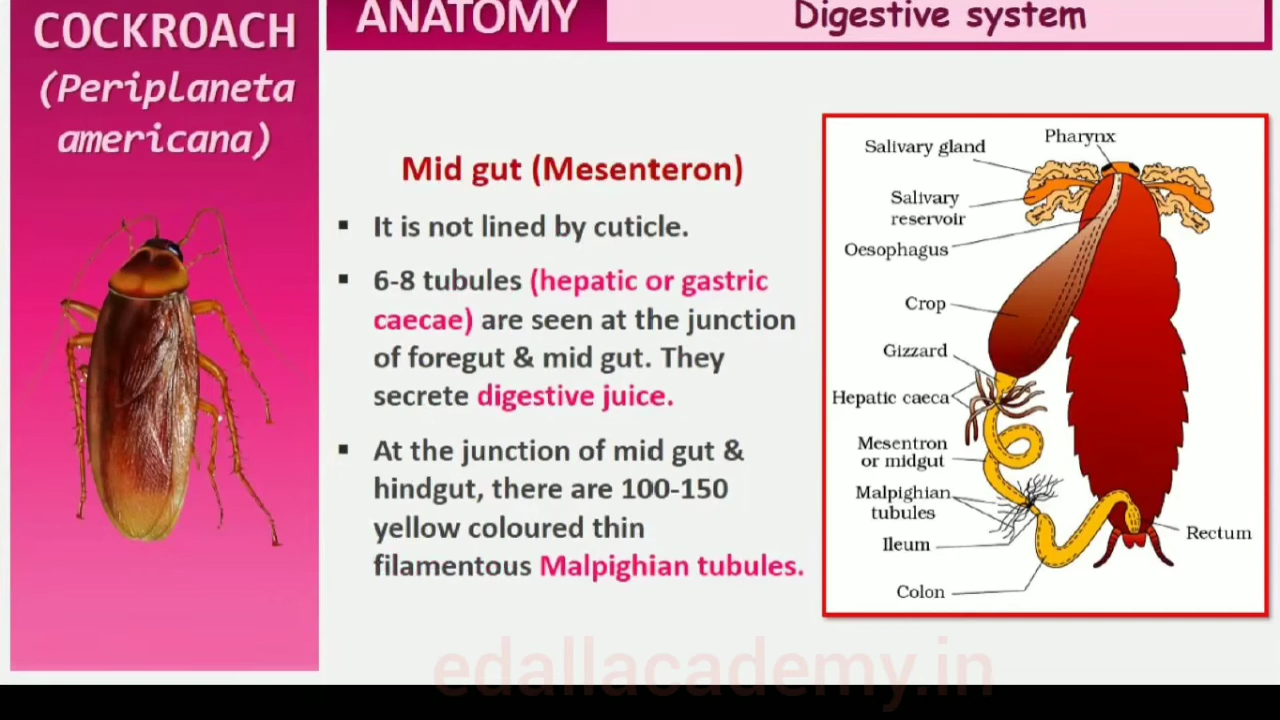 COCKROACH
(Periplaneta
americana)
ANATOMY
Digestive system
Mid gut (Mesenteron)
▪ It is not lined by cuticle.
▪ 6-8 tubules (hepatic or gastric
caecae) are seen at the junction
of foregut & mid gut. They
secrete digestive juice.
▪ At the junction of mid gut &
hindgut, there are 100-150
yellow coloured thin
filamentous Malpighian tubules.
Pharynx
Salivary gland
Salivary
reservoir
Oesophagus
Crop
Gizzard
Hepatic caeca
Mesentron
or midgut
Malpighian
tubules
Ileum
Rectum
Colon
edallacademy.in